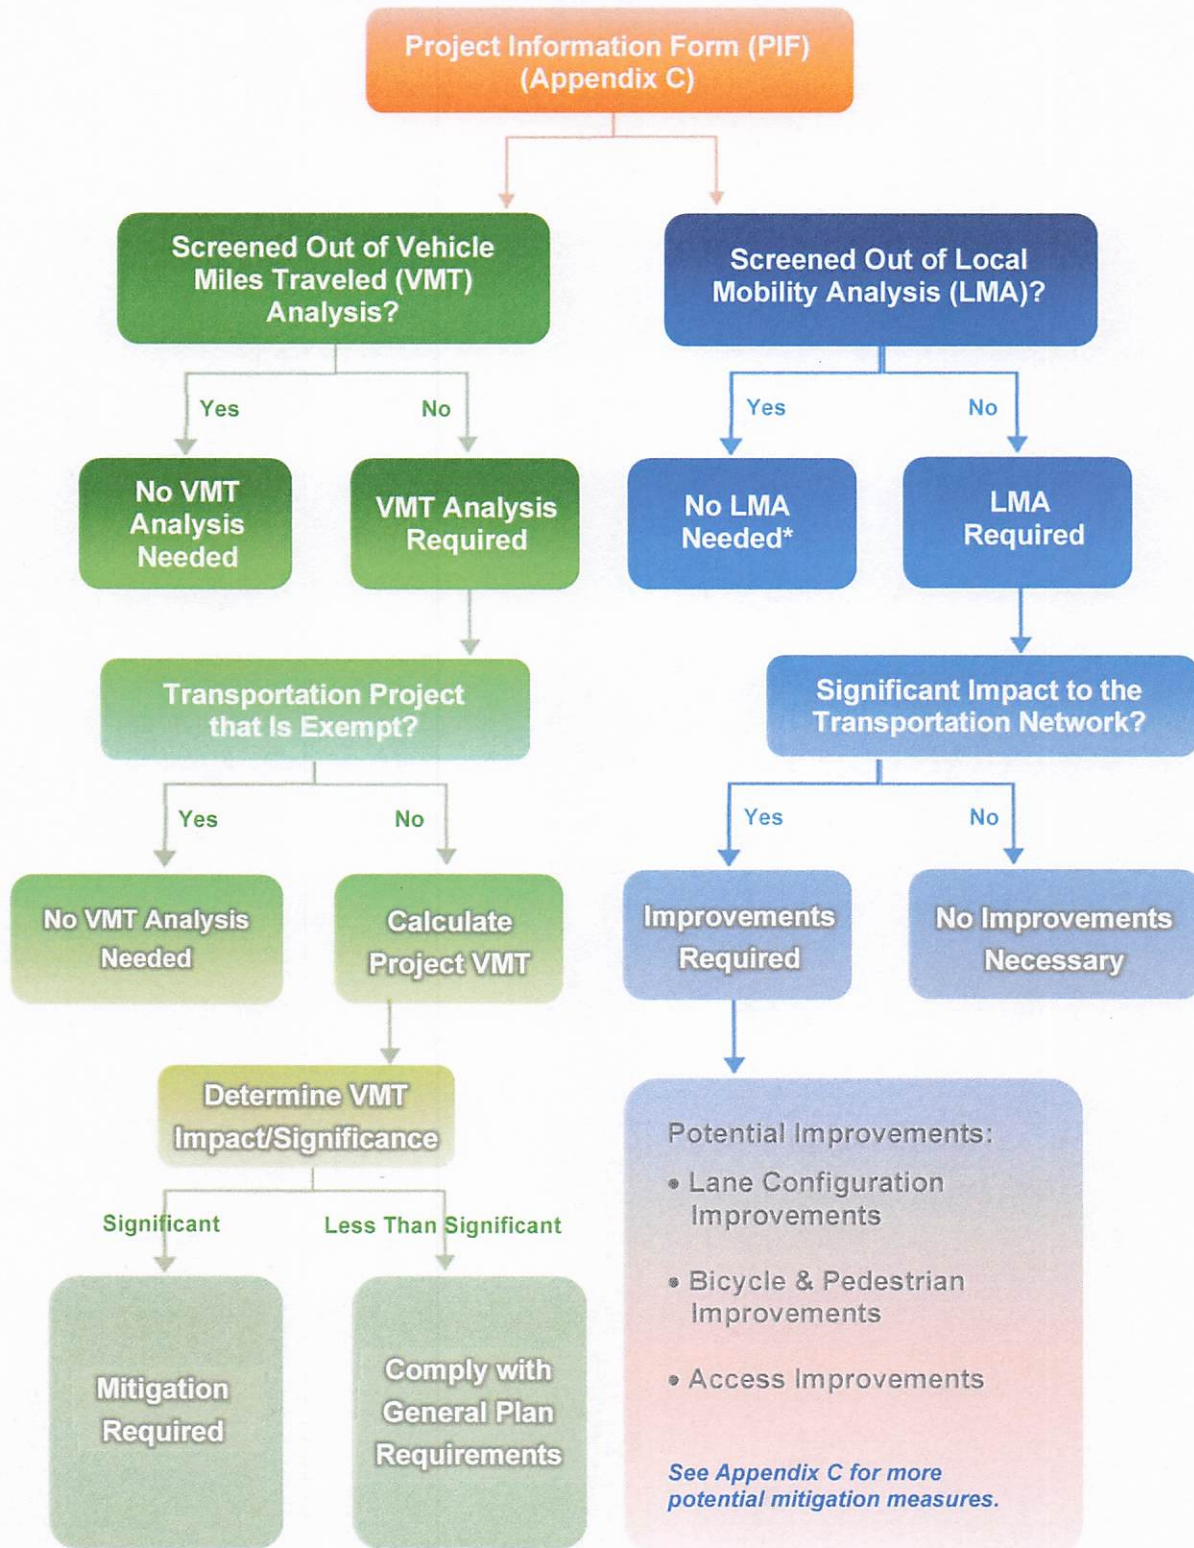 Project Information Form (PIF)
(Appendix C)
Screened Out of Vehicle
Miles Traveled (VMT)
Analysis?
Screened Out of Local
Mobility Analysis (LMA)?
Yes
No
Yes
No
No VMT
Analysis
Needed
VMT Analysis
Required
No LMA
Needed*
LMA
Required
Transportation Project
that Is Exempt?
Significant Impact to the
Transportation Network?
Yes
No
Yes
No
No VMT Analysis
Needed
Calculate
Project VMT
Improvements
Required
No Improvements
Necessary
Determine VMT
Impact/Significance
Significant
Less Than Significant
Mitigation
Required
Comply with
General Plan
Requirements
Potential Improvements:
• Lane Configuration
Improvements
• Bicycle & Pedestrian
Improvements
• Access Improvements
See Appendix C for more
potential mitigation measures.